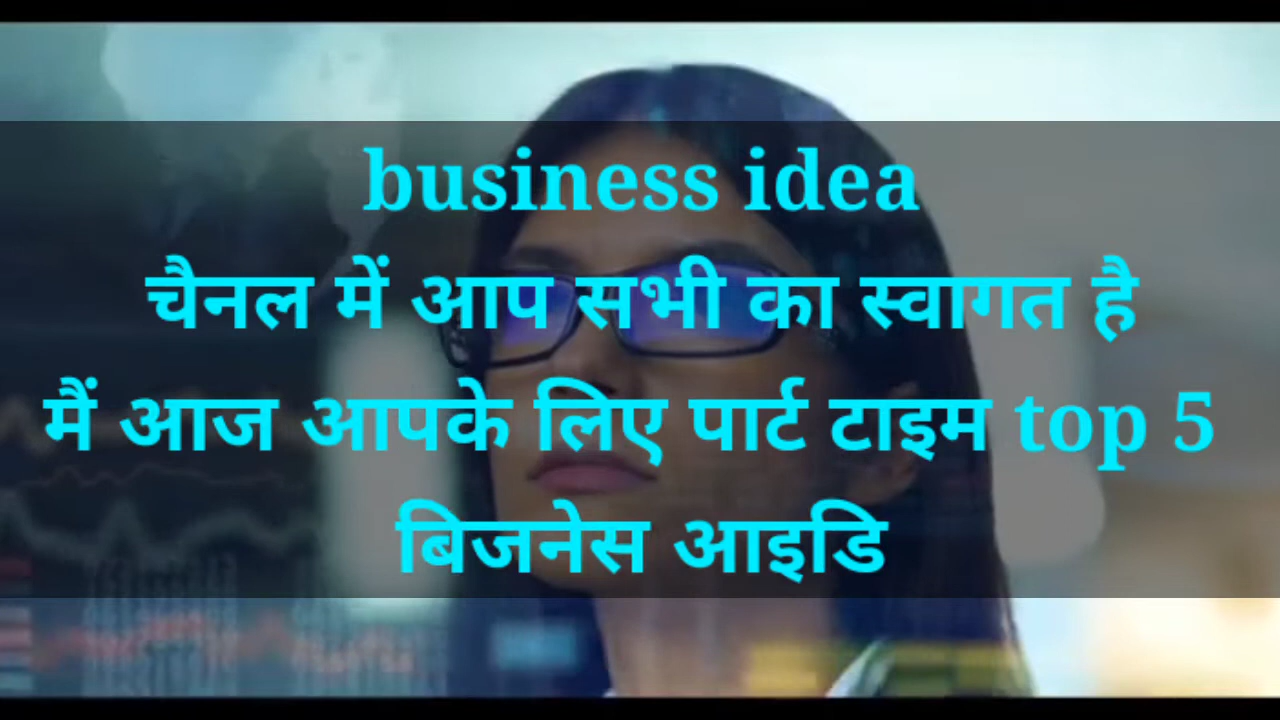 business idea
चैनल में आप सभी का स्वागत है
मैं आज आपके लिए पार्ट टाइम top 5
बिजनेस आइडि